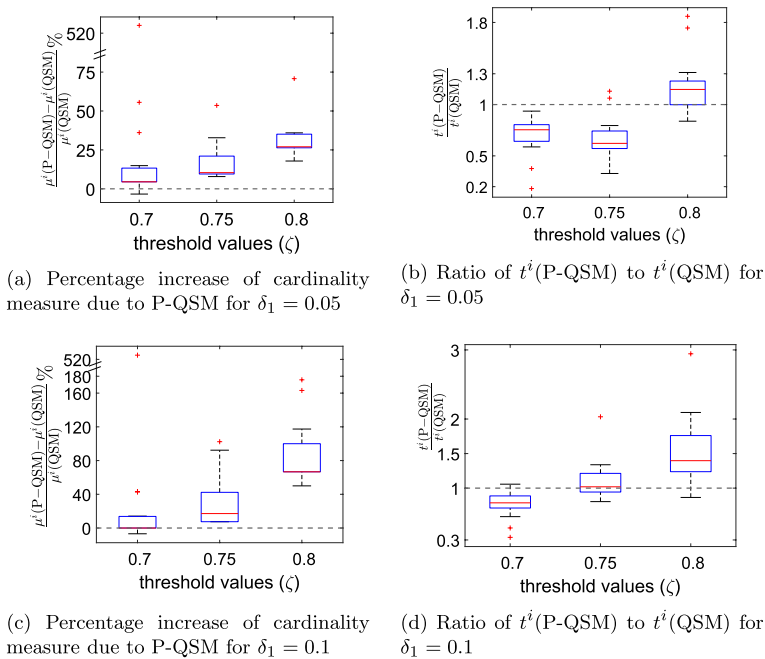 520
75
50
25
0
μ^i(P−QSM)−μ^i(QSM)
μ^i(QSM)
%
0.7 0.75 0.8
threshold values (ζ)
1.8
1.3
1
0.5
0.2
t^i(P−QSM)
t^i(QSM)
0.7 0.75 0.8
threshold values (ζ)
(a) Percentage increase of cardinality
measure due to P-QSM for δ₁ = 0.05
(b) Ratio of t^i(P-QSM) to t^i(QSM) for
δ₁ = 0.05
520
180
160
80
40
0
μ^i(P−QSM)−μ^i(QSM)
μ^i(QSM)
%
0.7 0.75 0.8
threshold values (ζ)
3
2
1.5
1
0.3
t^i(P−QSM)
t^i(QSM)
0.7 0.75 0.8
threshold values (ζ)
(c) Percentage increase of cardinality
measure due to P-QSM for δ₁ = 0.1
(d) Ratio of t^i(P-QSM) to t^i(QSM) for
δ₁ = 0.1